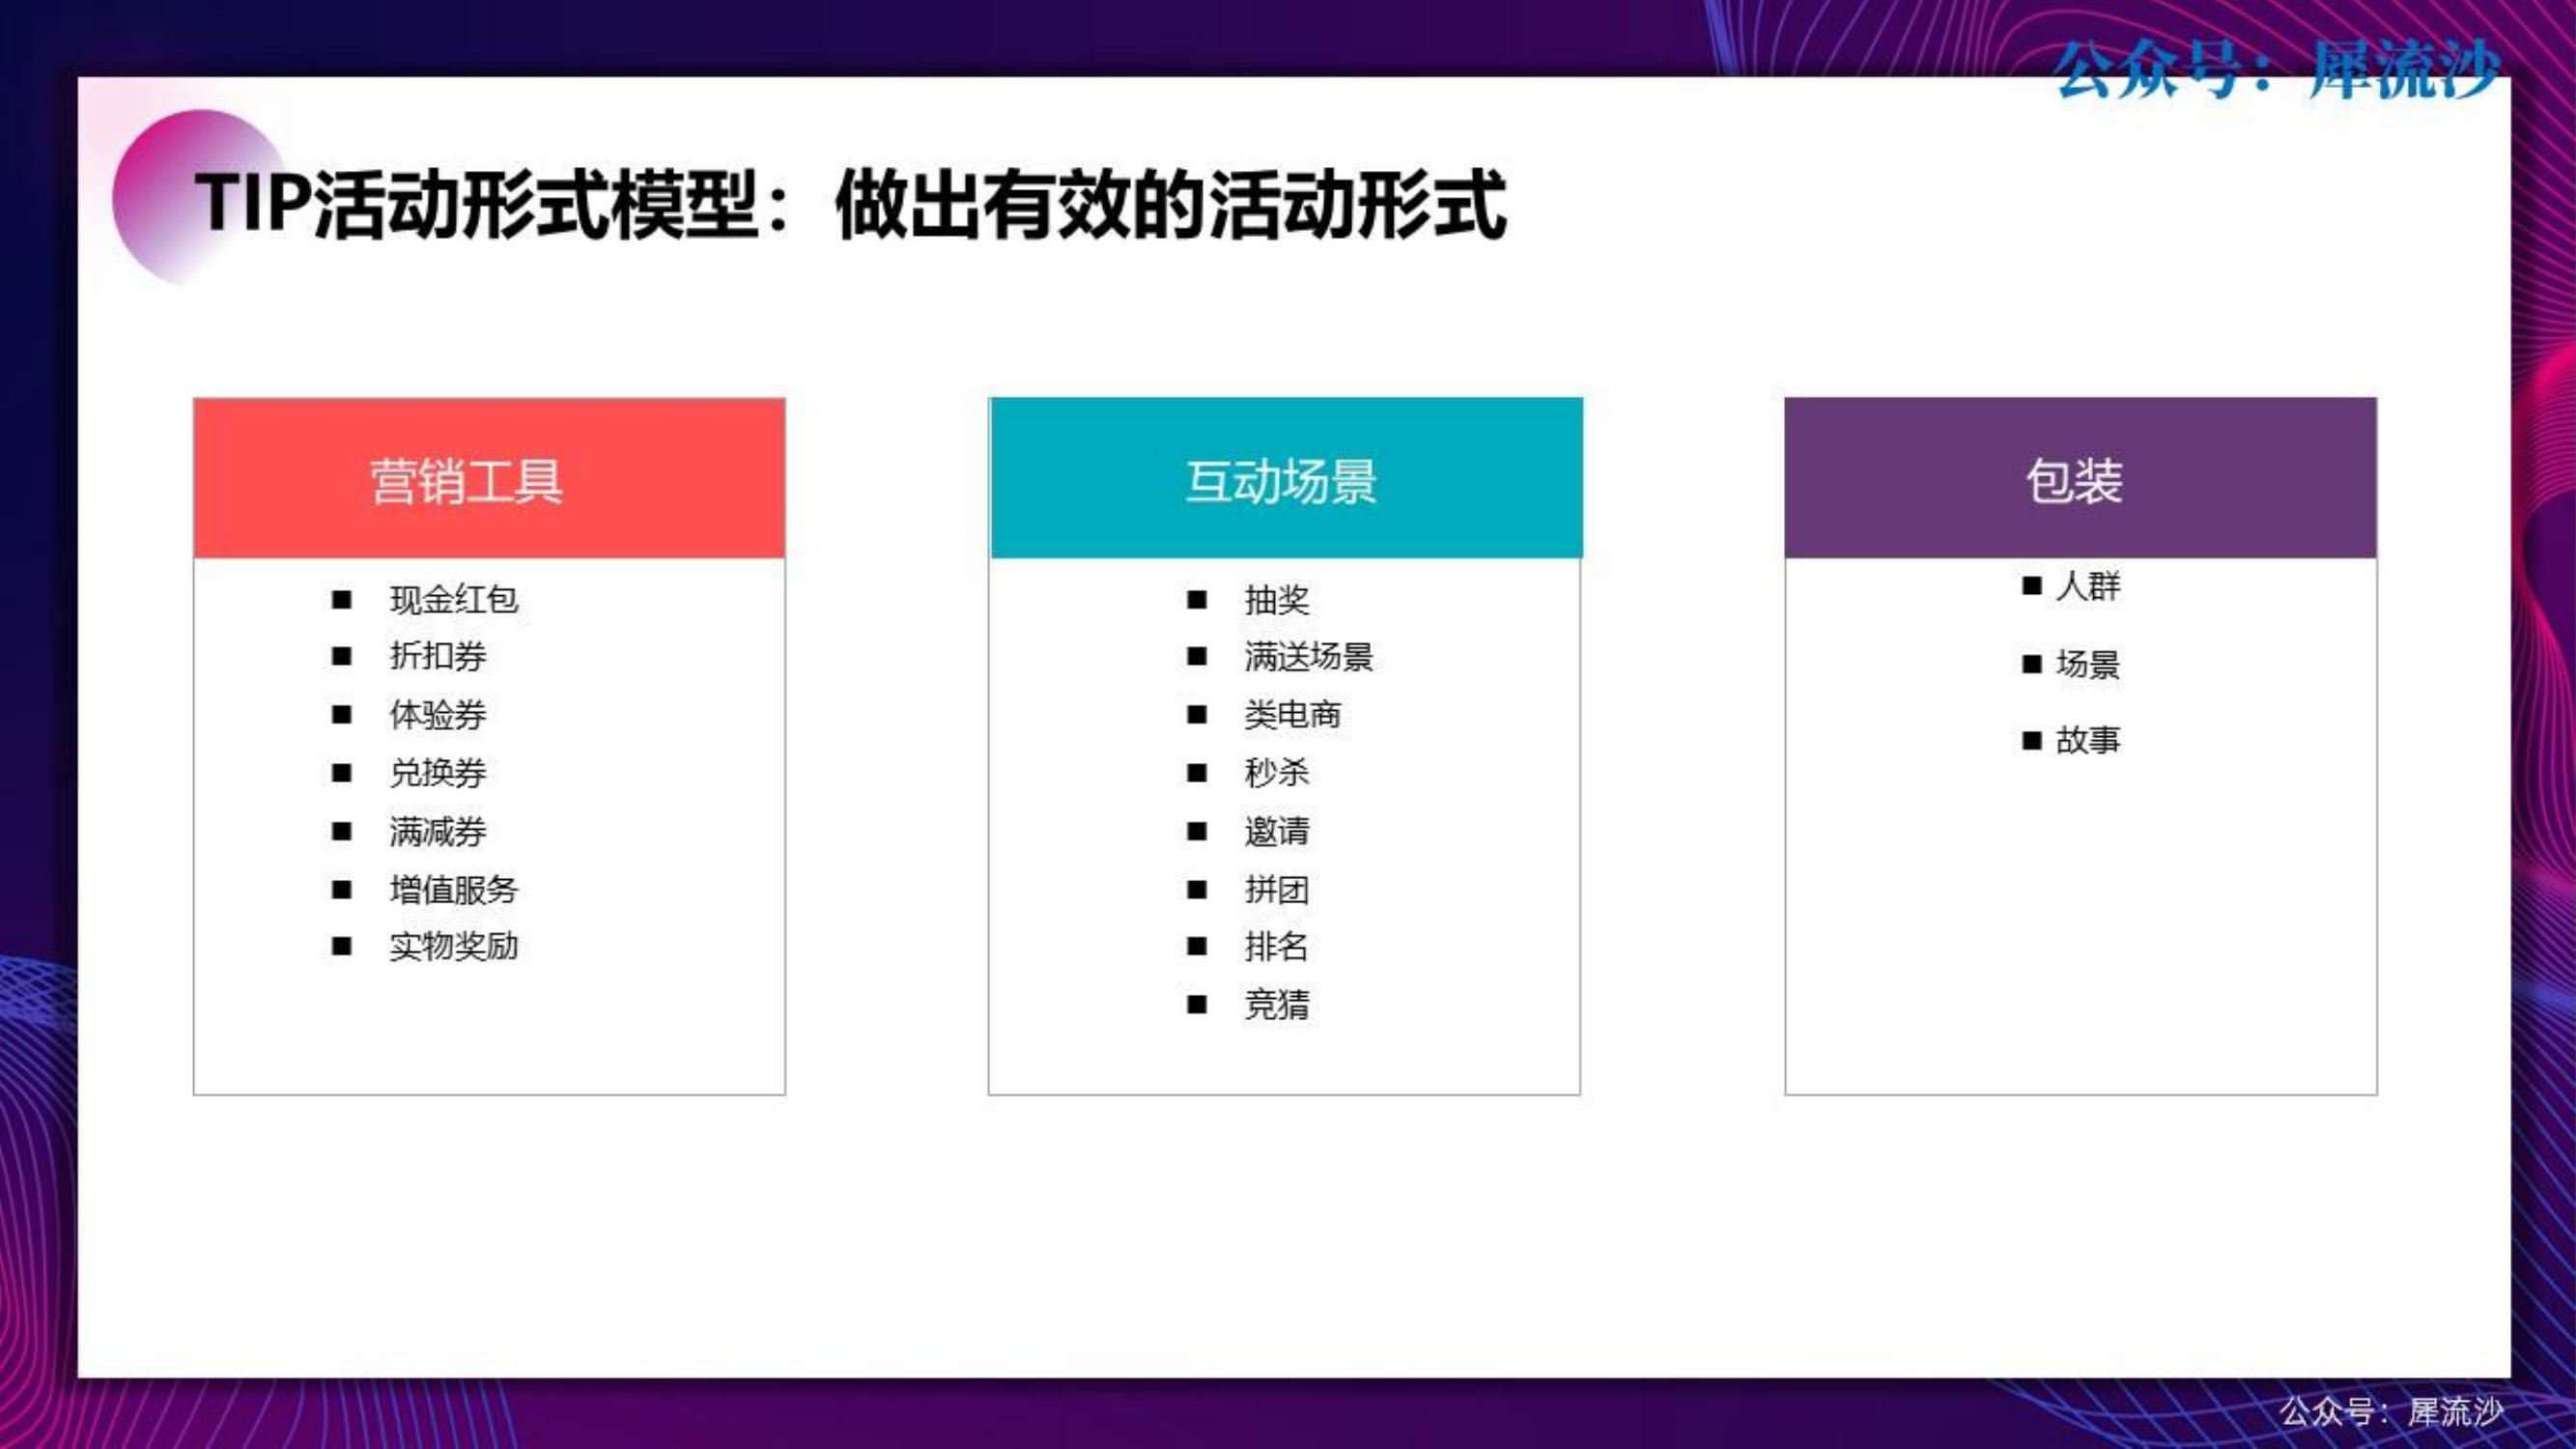 公众号：犀流沙
TIP活动形式模型：做出有效的活动形式
营销工具
■ 现金红包
■ 折扣券
■ 体验券
■ 兑换券
■ 满减券
■ 增值服务
■ 实物奖励
互动场景
■ 抽奖
■ 满送场景
■ 类电商
■ 秒杀
■ 邀请
■ 拼团
■ 排名
■ 竞猜
包装
■ 人群
■ 场景
■ 故事
公众号：犀流沙